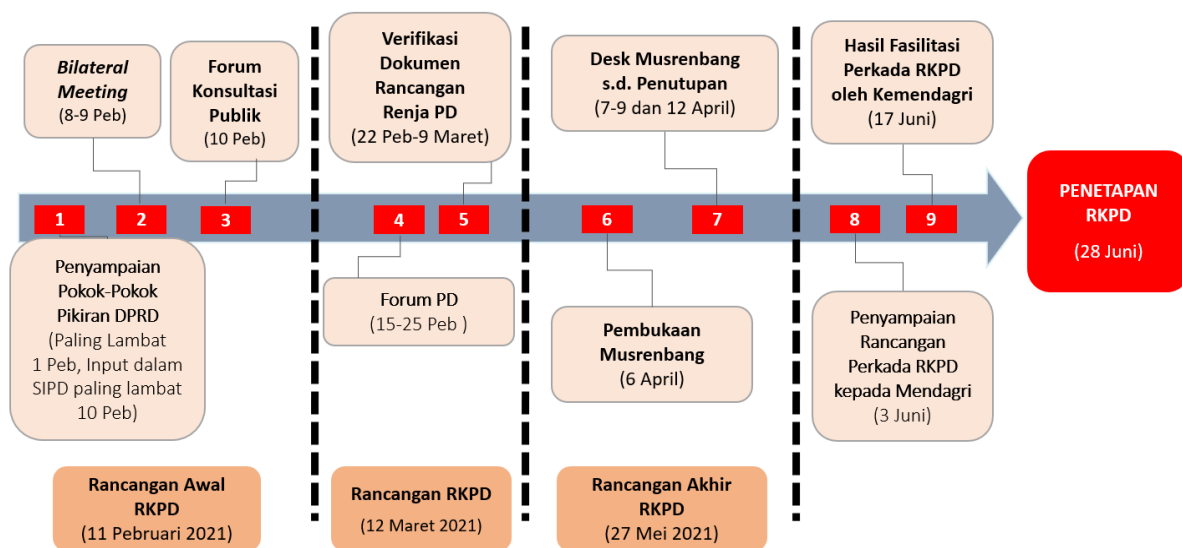 Bilateral Meeting
(8-9 Peb)
Forum
Konsultasi
Publik
(10 Peb)
Verifikasi
Dokumen
Rancangan
Renja PD
(22 Peb-9 Maret)
Desk Musrenbang
s.d. Penutupan
(7-9 dan 12 April)
Hasil Fasilitasi
Perkada RKPD
oleh Kemendagri
(17 Juni)
1
2
3
4
5
6
7
8
9
PENETAPAN
RKPD
(28 Juni)
Penyampaian
Pokok-Pokok
Pikiran DPRD
(Paling Lambat
1 Peb, Input dalam
SIPD paling lambat
10 Peb)
Forum PD
(15-25 Peb )
Pembukaan
Musrenbang
(6 April)
Penyampaian
Rancangan
Perkada RKPD
kepada Mendagri
(3 Juni)
Rancangan Awal
RKPD
(11 Pebruari 2021)
Rancangan RKPD
(12 Maret 2021)
Rancangan Akhir
RKPD
(27 Mei 2021)